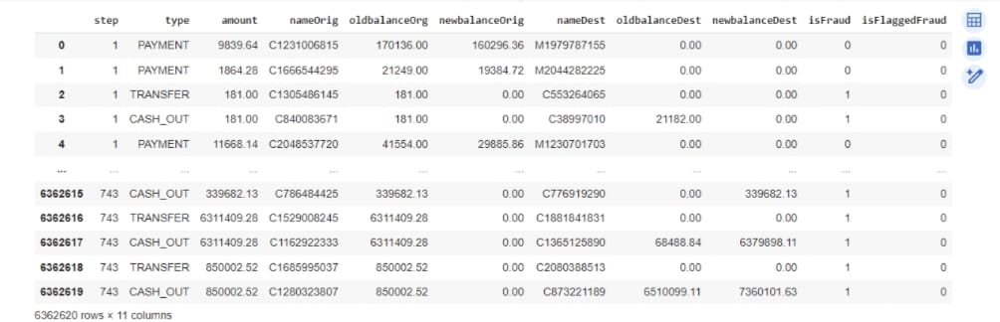 step type amount nameOrig oldbalanceOrg newbalanceOrig nameDest oldbalanceDest newbalanceDest isFraud isFlaggedFraud
0 1 PAYMENT 9839.64 C1231006815 170136.00 160296.36 M1979787155 0.00 0.00 0 0
1 1 PAYMENT 1864.28 C1666544295 21249.00 19384.72 M2044282225 0.00 0.00 0 0
2 1 TRANSFER 181.00 C1305486145 181.00 0.00 C553264065 0.00 0.00 1 0
3 1 CASH_OUT 181.00 C840083671 181.00 0.00 C38997010 21182.00 0.00 1 0
4 1 PAYMENT 11668.14 C2048537720 41554.00 29885.86 M1230701703 0.00 0.00 0 0
... ... ... ... ... ... ... ... ... ... ... ...
6362615 743 CASH_OUT 339682.13 C786484425 339682.13 0.00 C776919290 0.00 339682.13 1 0
6362616 743 TRANSFER 6311409.28 C1529008245 6311409.28 0.00 C1881841831 0.00 0.00 1 0
6362617 743 CASH_OUT 6311409.28 C1162922333 6311409.28 0.00 C1365125890 68488.84 6379898.11 1 0
6362618 743 TRANSFER 850002.52 C1685995037 850002.52 0.00 C2080388513 0.00 0.00 1 0
6362619 743 CASH_OUT 850002.52 C1280323807 850002.52 0.00 C873221189 6510099.11 7360101.63 1 0
6362620 rows × 11 columns